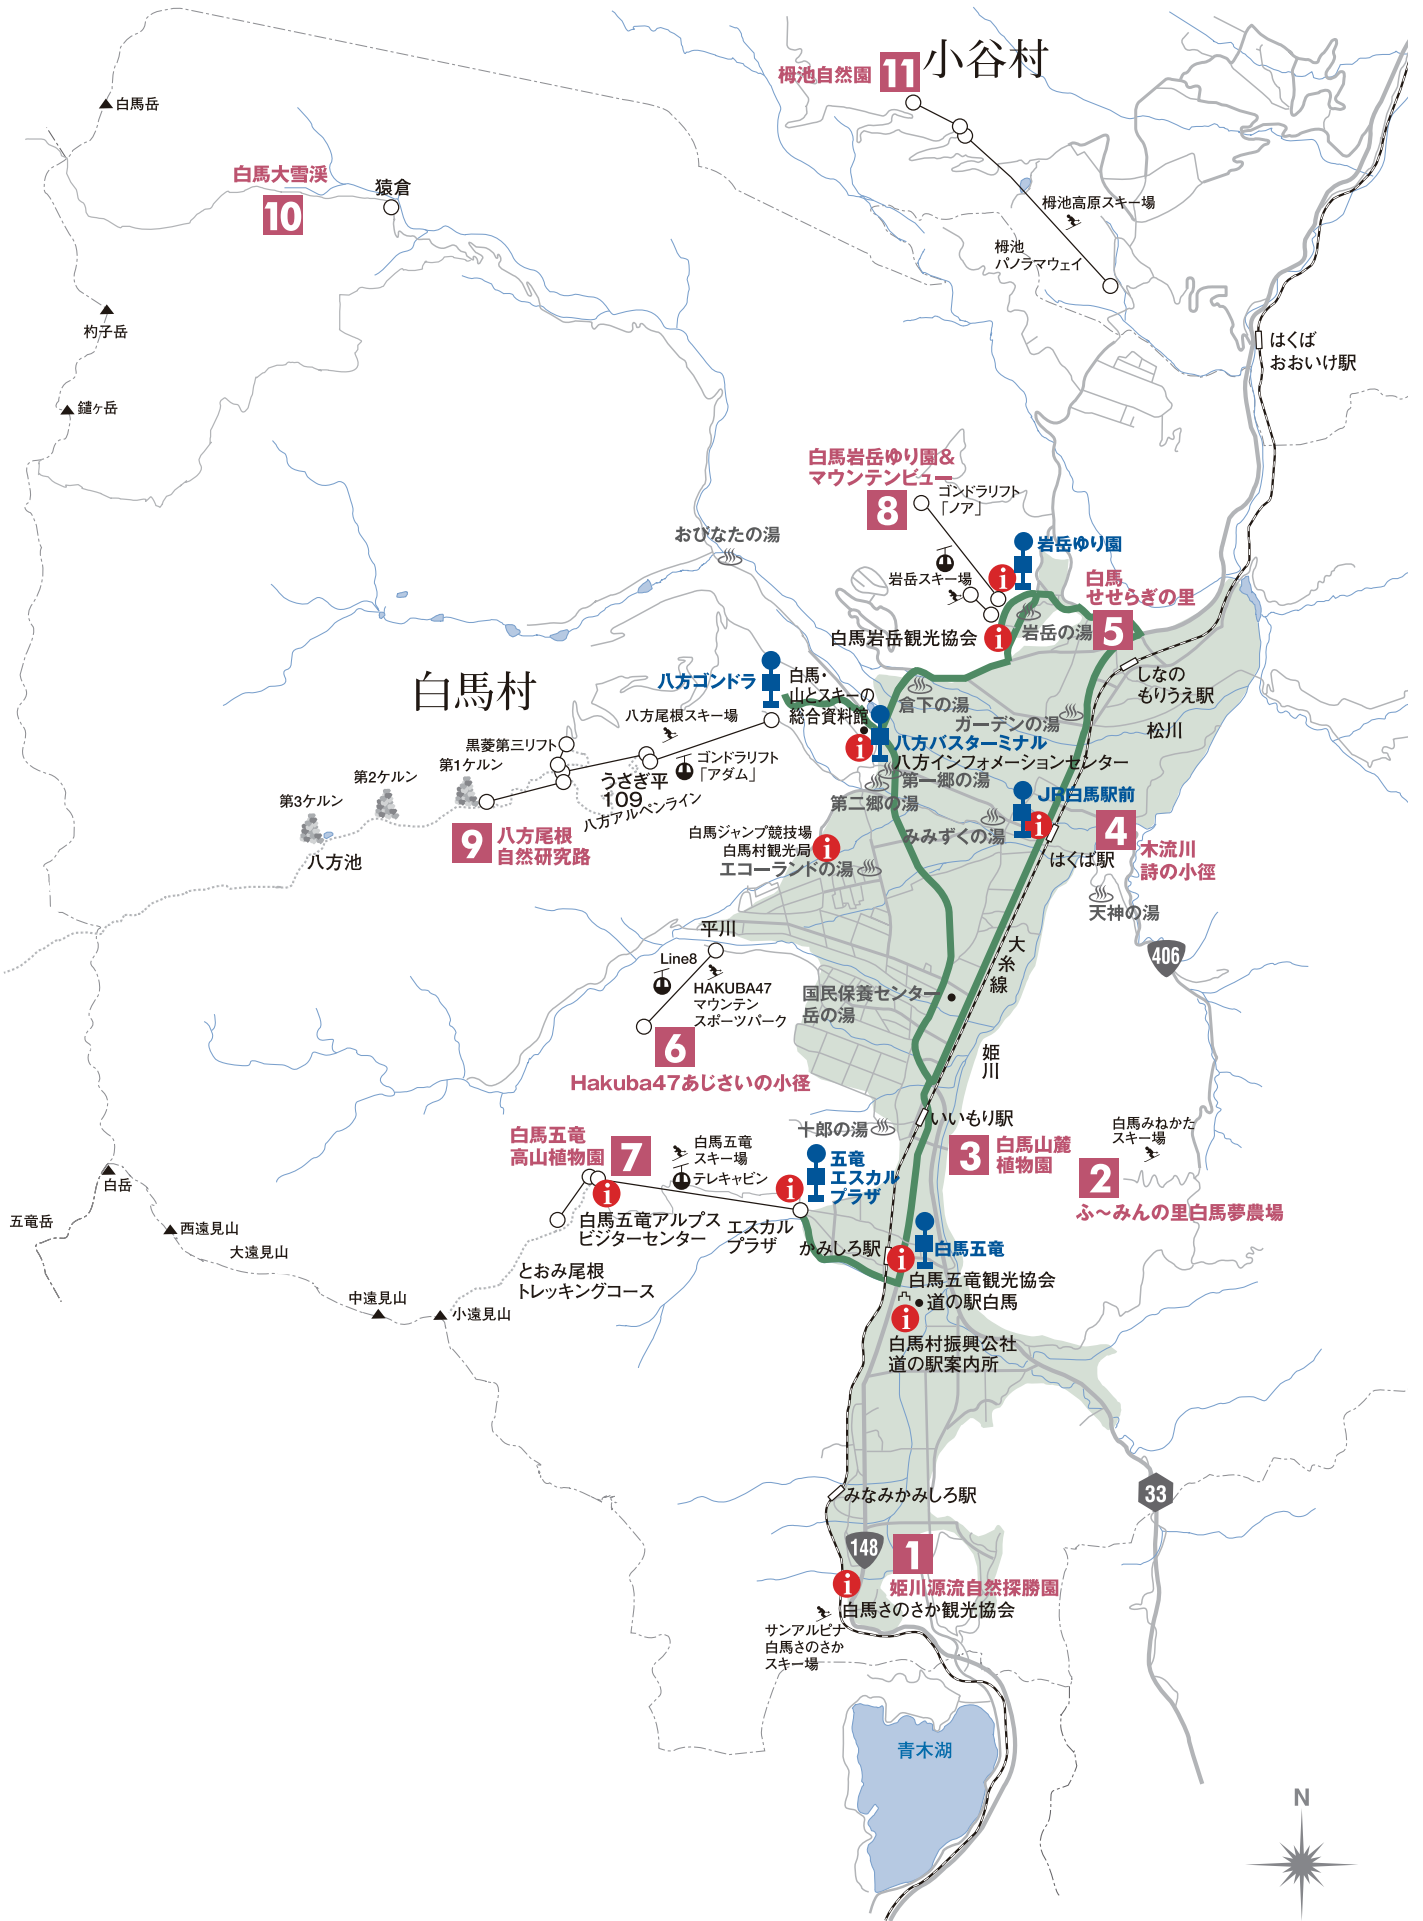 小谷村
栂池自然園
11
白馬岳
白馬大雪渓
10
猿倉
栂池高原スキー場
栂池
パノラマウェイ
杓子岳
はくば
おおいけ駅
鑓ヶ岳
白馬岩岳ゆり園&
マウンテンビュー
8
ゴンドラリフト
「ノア」
おびなたの湯
岩岳ゆり園
岩岳スキー場
i
白馬
せせらぎの里
5
白馬岩岳観光協会
i
岩岳の湯
白馬村
八方ゴンドラ
白馬・
山とスキーの
総合資料館
しなの
もりうえ駅
倉下の湯
ガーデンの湯
松川
八方尾根スキー場
黒菱第三リフト
ゴンドラリフト
「アダム」
i
八方バスターミナル
八方インフォメーションセンター
第1ケルン
第2ケルン
第3ケルン
うさぎ平
109
八方アルペンライン
第一郷の湯
第二郷の湯
JR白馬駅前
i
みみずくの湯
はくば駅
4
木流川
詩の小径
八方池
9
八方尾根
自然研究路
白馬ジャンプ競技場
白馬村観光局
i
エコーランドの湯
天神の湯
平川
Line8
HAKUBA47
マウンテン
スポーツパーク
大糸線
406
国民保養センター
岳の湯
6
Hakuba47あじさいの小径
姫川
いいもり駅
十郎の湯
白馬みねかた
スキー場
白馬五竜
高山植物園
7
白馬五竜
スキー場
テレキャビン
3
白馬山麓
植物園
2
ふ〜みんの里白馬夢農場
i
五竜
エスカル
プラザ
i
白馬五竜アルプス
ビジターセンター
エスカル
プラザ
白岳
五竜岳
西遠見山
大遠見山
かみしろ駅
i
白馬五竜
白馬五竜観光協会
道の駅白馬
とおみ尾根
トレッキングコース
中遠見山
小遠見山
i
白馬村振興公社
道の駅案内所
みなみかみしろ駅
33
148
1
姫川源流自然探勝園
i
白馬さのさか観光協会
サンアルピナ
白馬さのさか
スキー場
青木湖
N